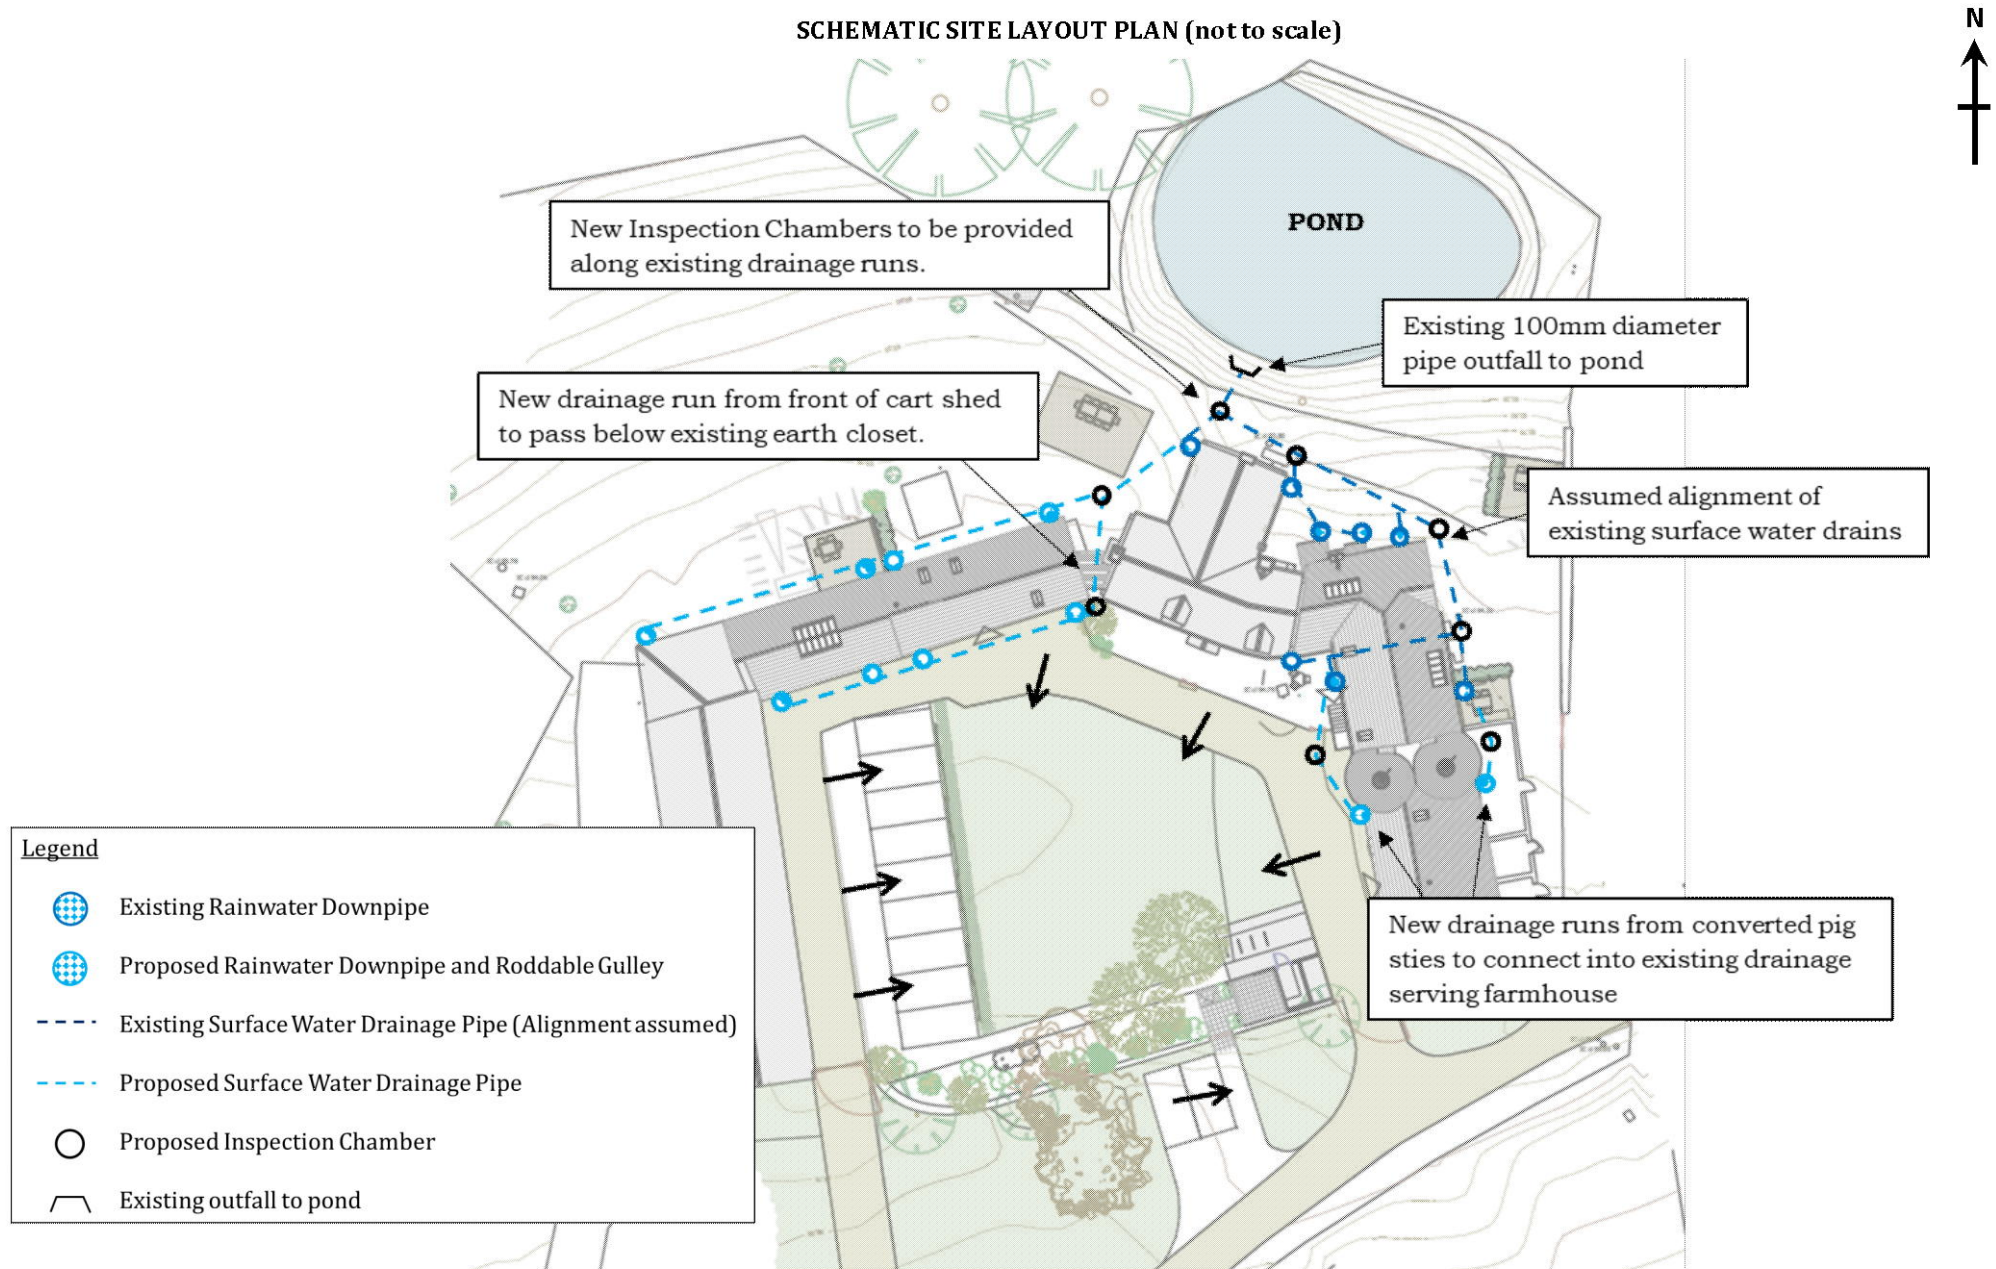 SCHEMATIC SITE LAYOUT PLAN (not to scale)
N
POND
New Inspection Chambers to be provided
along existing drainage runs.
Existing 100mm diameter
pipe outfall to pond
New drainage run from front of cart shed
to pass below existing earth closet.
Assumed alignment of
existing surface water drains
New drainage runs from converted pig
sties to connect into existing drainage
serving farmhouse
Legend
Existing Rainwater Downpipe
Proposed Rainwater Downpipe and Roddable Gulley
Existing Surface Water Drainage Pipe (Alignment assumed)
Proposed Surface Water Drainage Pipe
Proposed Inspection Chamber
Existing outfall to pond